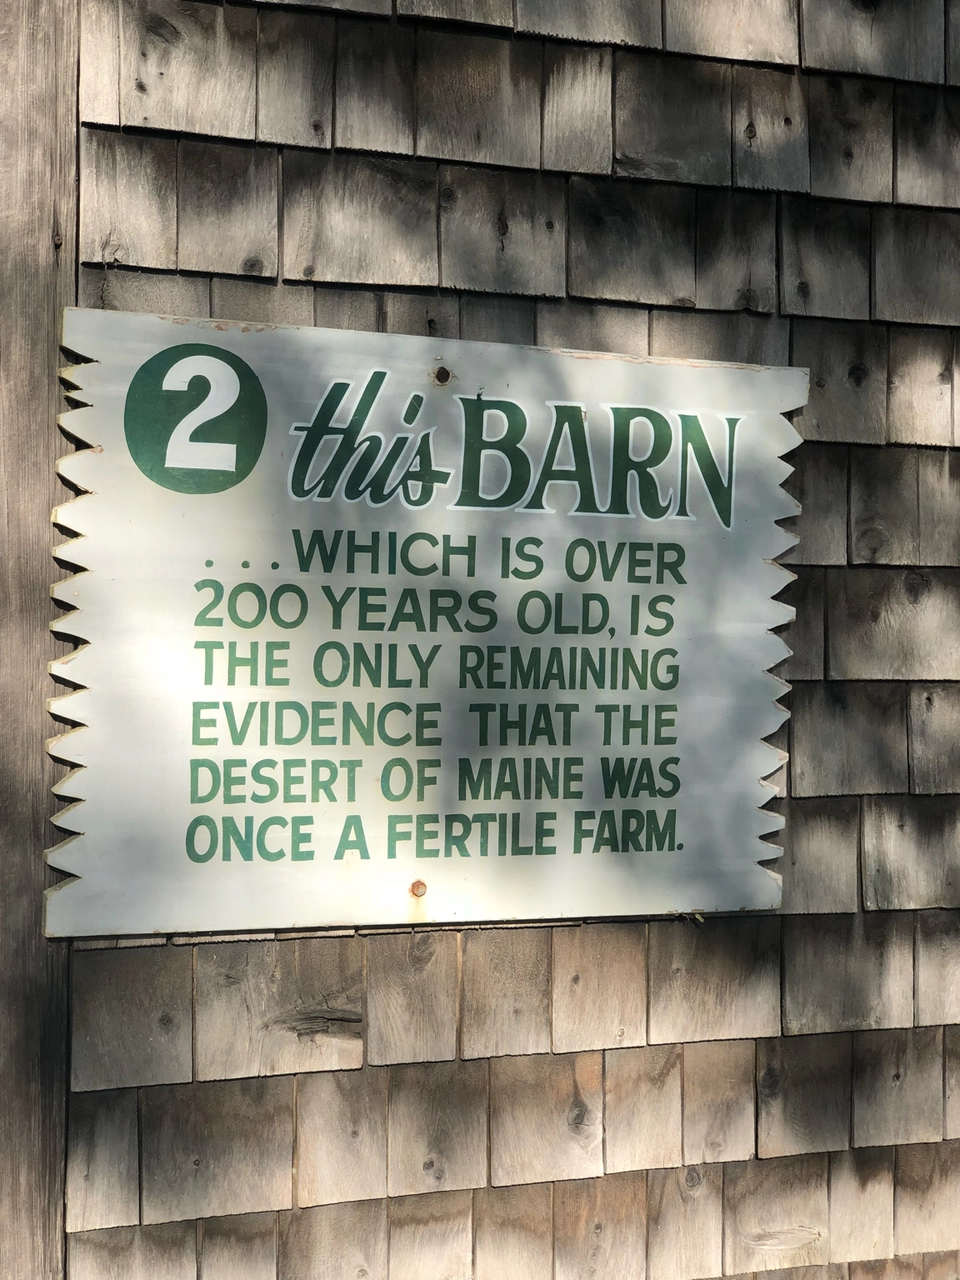 2 this BARN
...WHICH IS OVER
200 YEARS OLD, IS
THE ONLY REMAINING
EVIDENCE THAT THE
DESERT OF MAINE WAS
ONCE A FERTILE FARM.